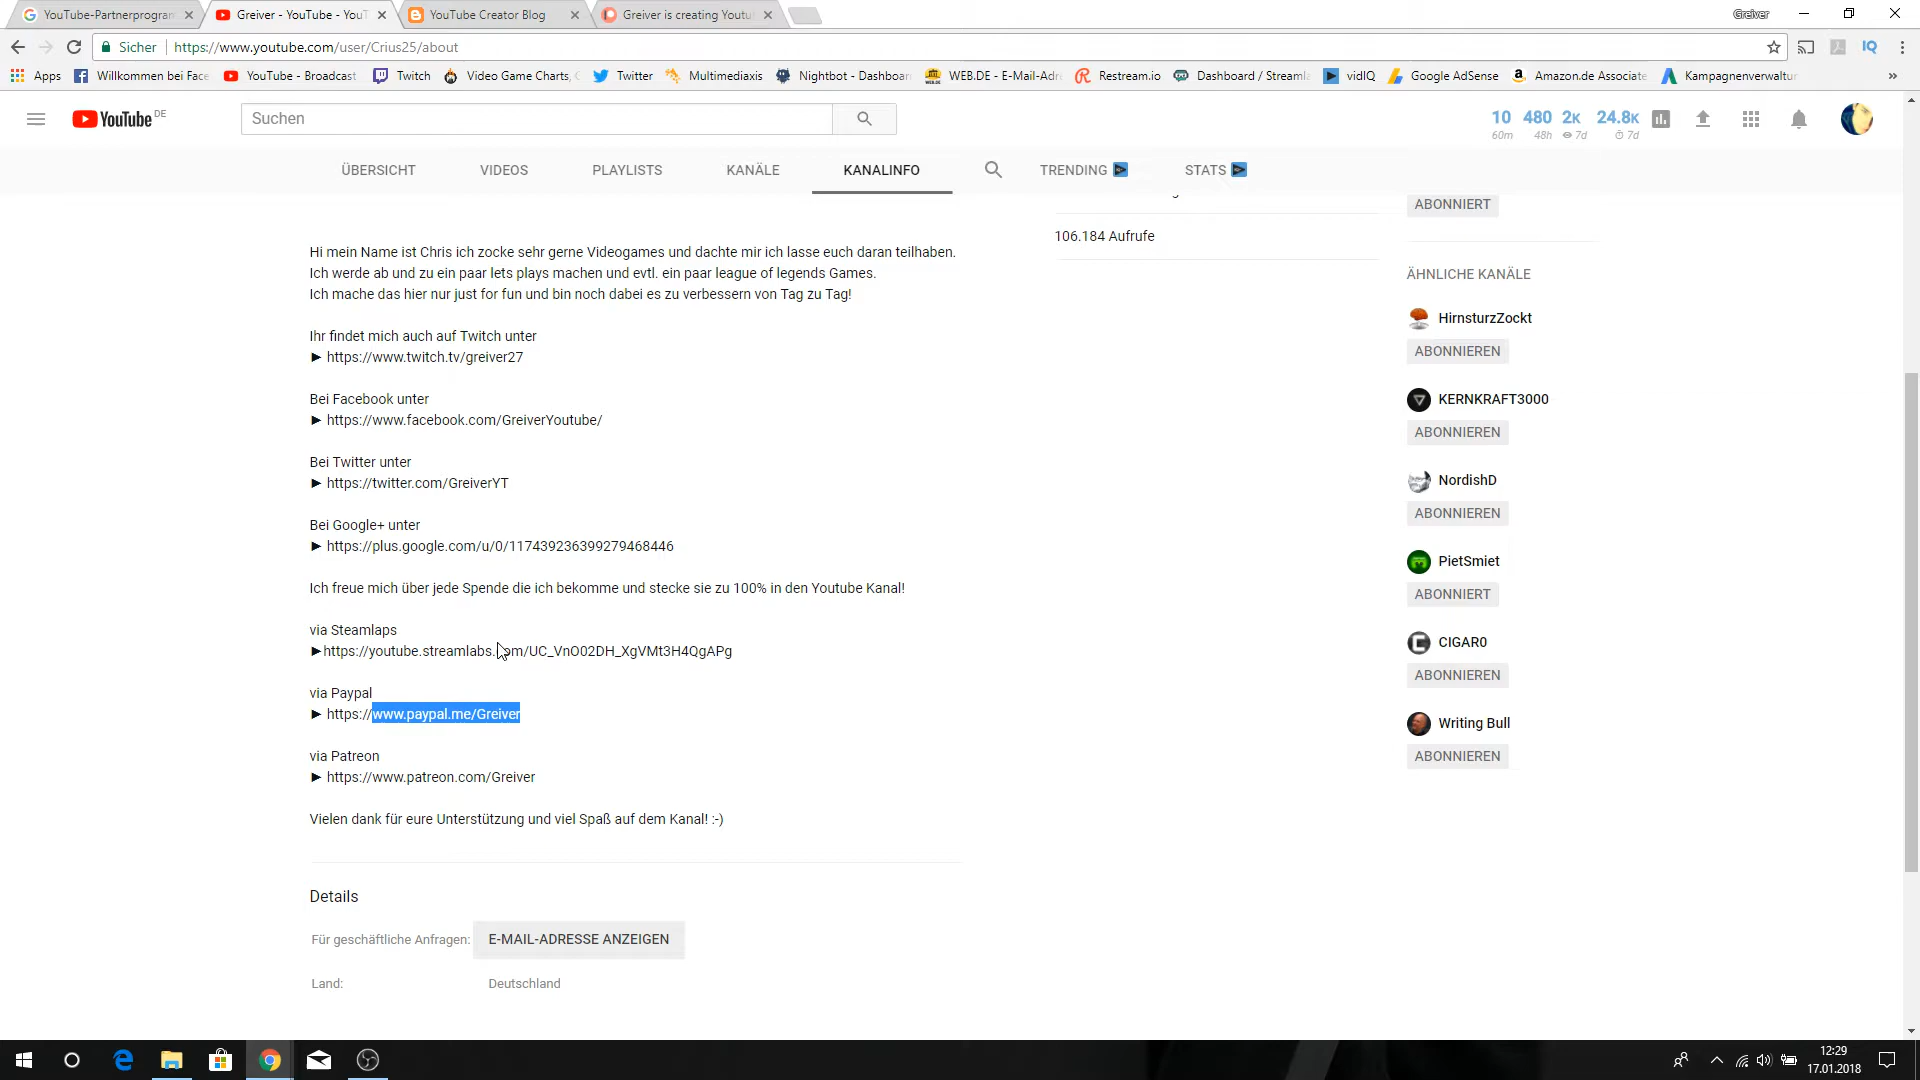 YouTube-Partnerprogram
Greiver - YouTube - YouT
YouTube Creator Blog
Greiver is creating Youtu
Greiver
Sicher https://www.youtube.com/user/Crius25/about
IQ
Apps Willkommen bei Face YouTube - Broadcast Twitch Video Game Charts, Twitter Multimediaxis Nightbot - Dashboar WEB.DE - E-Mail-Adr Restream.io Dashboard / Streamla vidIQ Google AdSense Amazon.de Associate Kampagnenverwaltun »
YouTube DE
Suchen
10 480 2K 24.8K
60m 48h 7d 7d
ÜBERSICHT VIDEOS PLAYLISTS KANÄLE KANALINFO TRENDING STATS
Hi mein Name ist Chris ich zocke sehr gerne Videogames und dachte mir ich lasse euch daran teilhaben.
Ich werde ab und zu ein paar lets plays machen und evtl. ein paar league of legends Games.
Ich mache das hier nur just for fun und bin noch dabei es zu verbessern von Tag zu Tag!
Ihr findet mich auch auf Twitch unter
► https://www.twitch.tv/greiver27
Bei Facebook unter
► https://www.facebook.com/GreiverYoutube/
Bei Twitter unter
► https://twitter.com/GreiverYT
Bei Google+ unter
► https://plus.google.com/u/0/117439236399279468446
Ich freue mich über jede Spende die ich bekomme und stecke sie zu 100% in den Youtube Kanal!
via Steamlaps
►https://youtube.streamlabs.com/UC_VnO02DH_XgVMt3H4QgAPg
via Paypal
► https://www.paypal.me/Greiver
via Patreon
► https://www.patreon.com/Greiver
Vielen dank für eure Unterstützung und viel Spaß auf dem Kanal! :-)
Details
Für geschäftliche Anfragen: E-MAIL-ADRESSE ANZEIGEN
Land: Deutschland
106.184 Aufrufe
ABONNIERT
ÄHNLICHE KANÄLE
HirnsturzZockt
ABONNIEREN
KERNKRAFT3000
ABONNIEREN
NordishD
ABONNIEREN
PietSmiet
ABONNIERT
CIGAR0
ABONNIEREN
Writing Bull
ABONNIEREN
12:29
17.01.2018